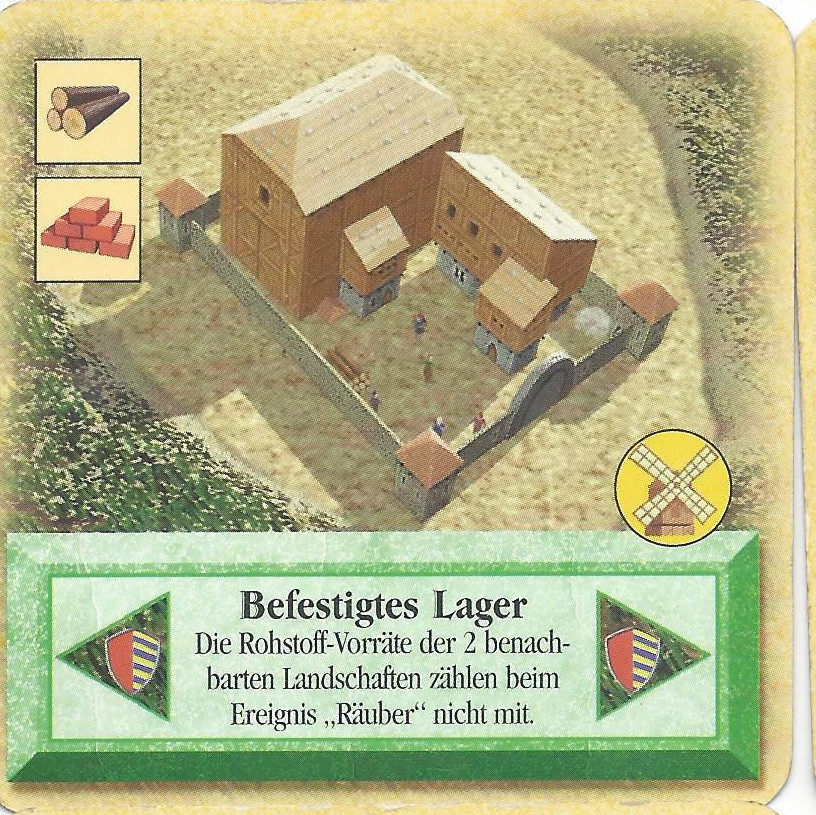 Befestigtes Lager
Die Rohstoff-Vorräte der 2 benach-
barten Landschaften zählen beim
Ereignis „Räuber“ nicht mit.